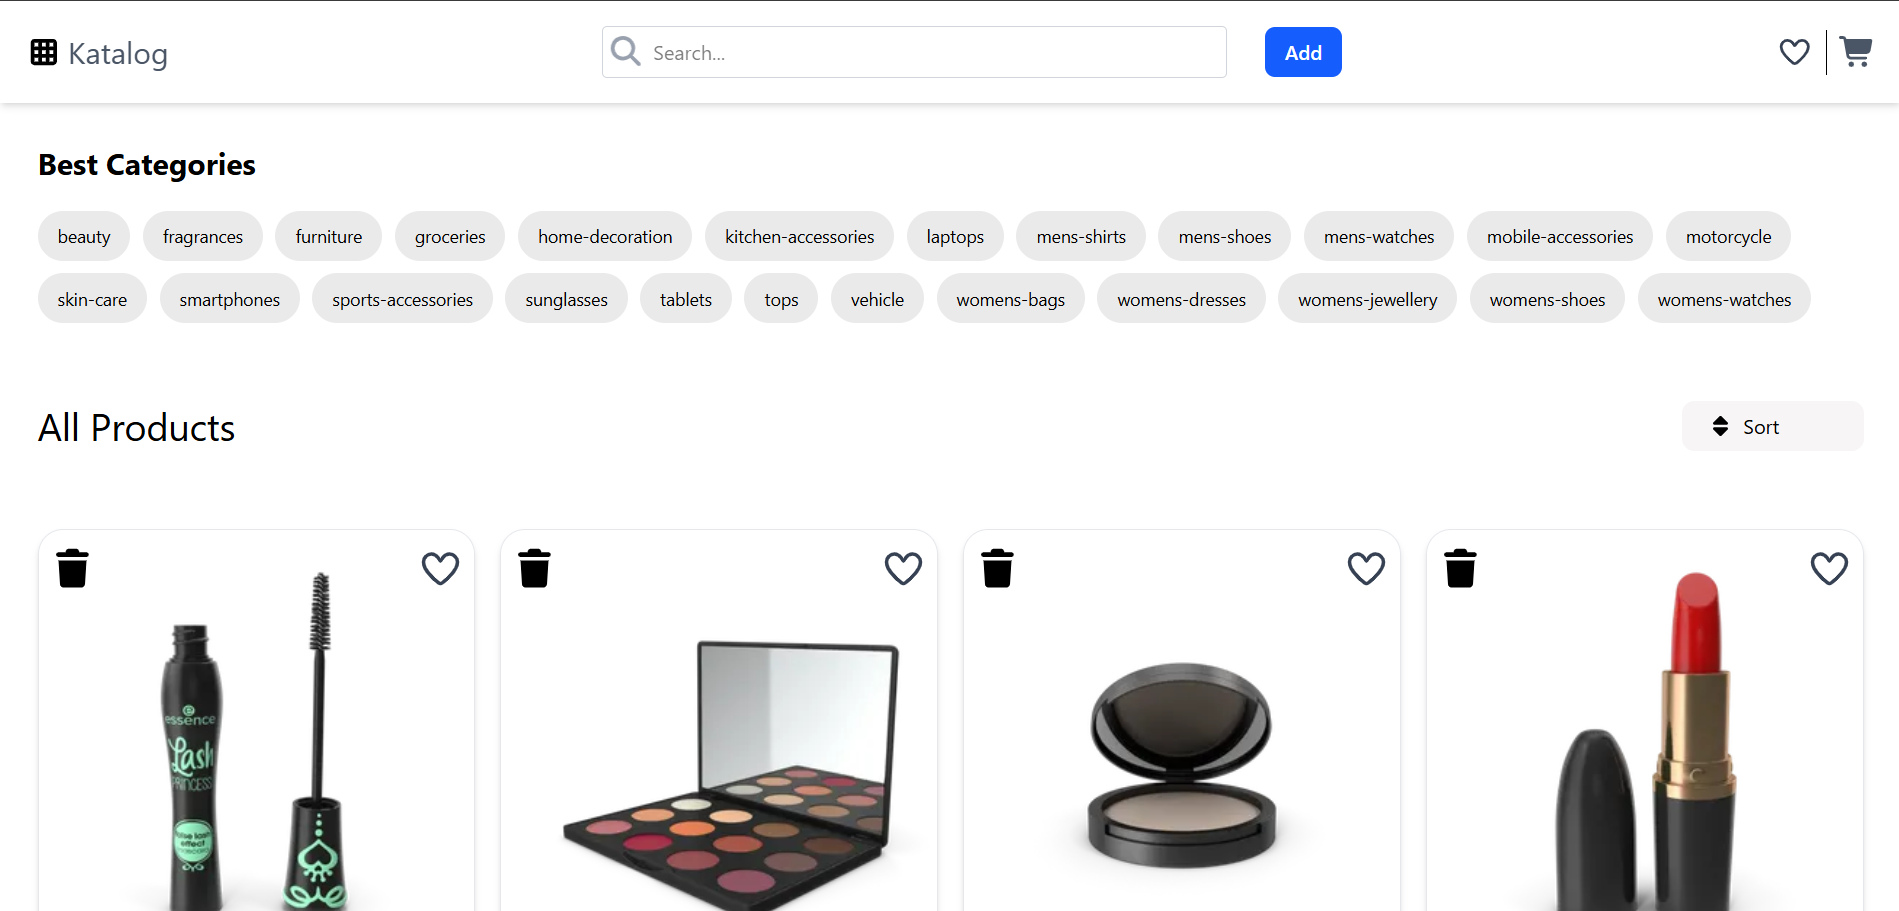 Katalog
Search...
Add
Best Categories
beauty fragrances furniture groceries home-decoration kitchen-accessories laptops mens-shirts mens-shoes mens-watches mobile-accessories motorcycle
skin-care smartphones sports-accessories sunglasses tablets tops vehicle womens-bags womens-dresses womens-jewellery womens-shoes womens-watches
All Products
Sort
essence
Lash
PRINCESS
false lash
effect
mascara